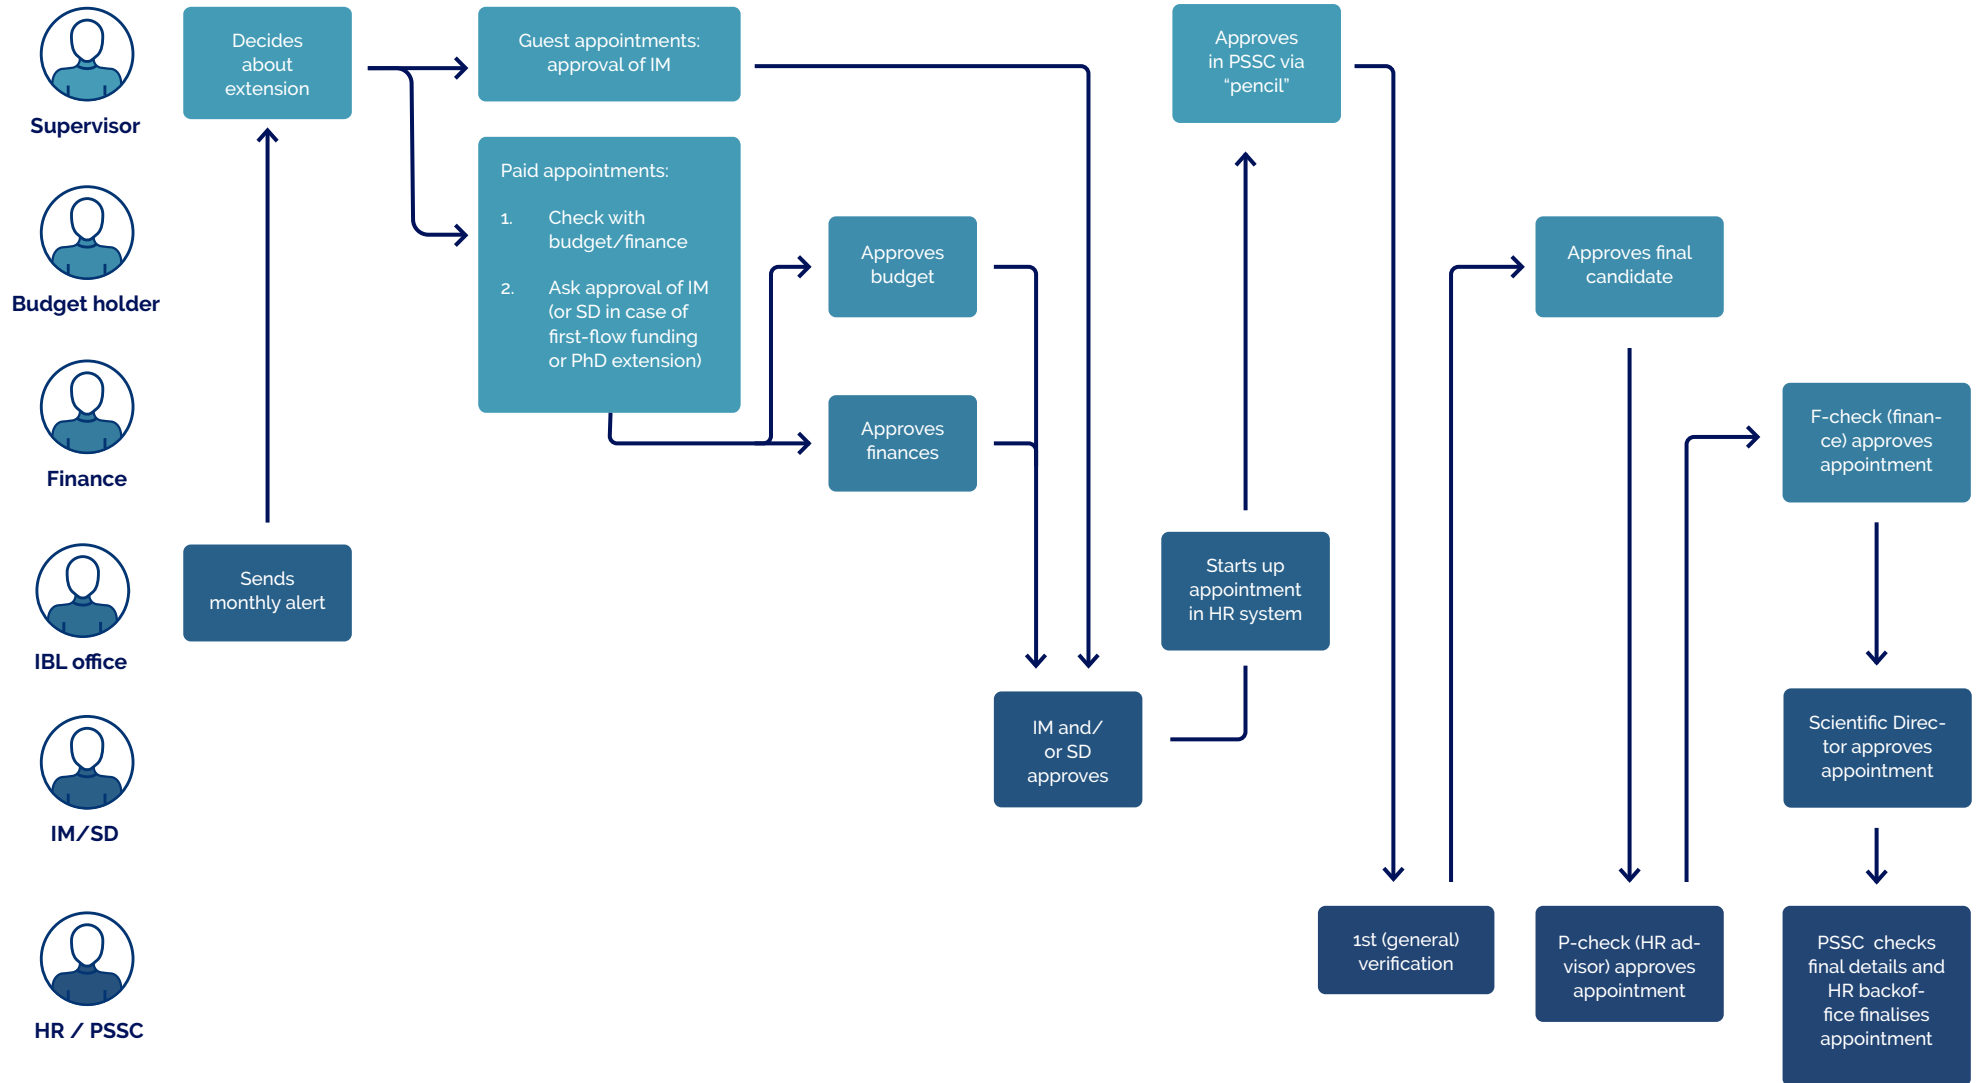 Supervisor
Budget holder
Finance
IBL office
IM/SD
HR / PSSC
Decides
about
extension
Sends
monthly alert
Guest appointments:
approval of IM
Paid appointments:
1. Check with
budget/finance
2. Ask approval of IM
(or SD in case of
first-flow funding
or PhD extension)
Approves
budget
Approves
finances
IM and/
or SD
approves
Starts up
appointment
in HR system
Approves
in PSSC via
“pencil”
1st (general)
verification
Approves final
candidate
P-check (HR ad-
visor) approves
appointment
F-check (finan-
ce) approves
appointment
Scientific Direc-
tor approves
appointment
PSSC checks
final details and
HR backof-
fice finalises
appointment